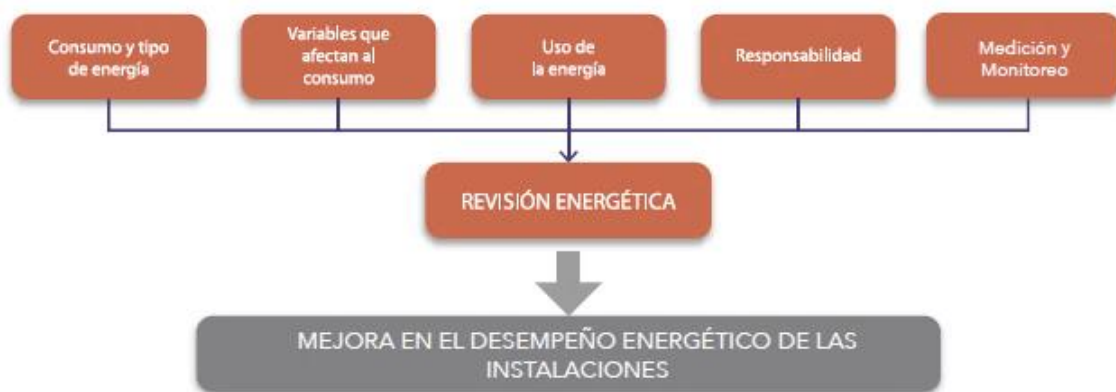 Consumo y tipo
de energía
Variables que
afectan al
consumo
Uso de
la energía
Responsabilidad
Medición y
Monitoreo
REVISIÓN ENERGÉTICA
MEJORA EN EL DESEMPEÑO ENERGÉTICO DE LAS
INSTALACIONES